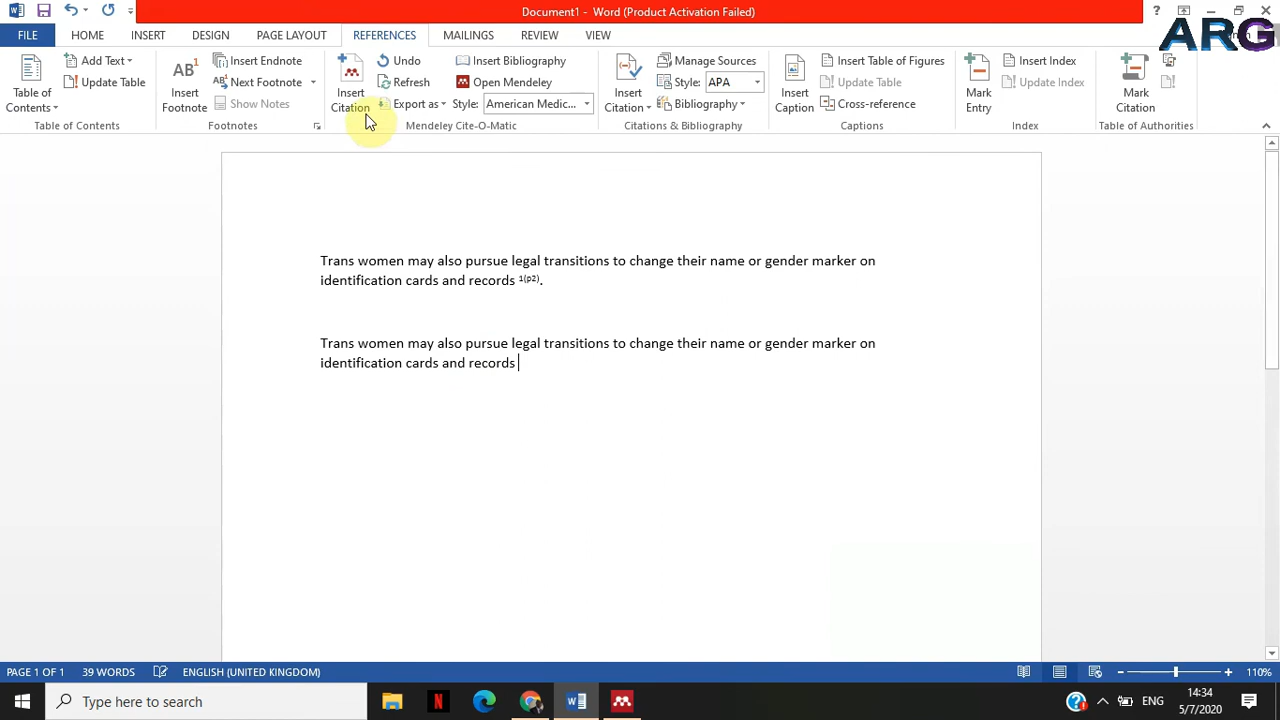 Document1 - Word (Product Activation Failed)
ARG
FILE HOME INSERT DESIGN PAGE LAYOUT REFERENCES MAILINGS REVIEW VIEW
Table of Contents
Add Text
Update Table
Table of Contents
AB¹
Insert Footnote
Insert Endnote
Next Footnote
Show Notes
Footnotes
Insert Citation
Undo
Refresh
Export as
Insert Bibliography
Open Mendeley
Style: American Medic...
Mendeley Cite-O-Matic
Insert Citation
Manage Sources
Style: APA
Bibliography
Citations & Bibliography
Insert Caption
Insert Table of Figures
Update Table
Cross-reference
Captions
Mark Entry
Insert Index
Update Index
Index
Mark Citation
Table of Authorities
Trans women may also pursue legal transitions to change their name or gender marker on
identification cards and records ¹⁽ᵖ²⁾.
Trans women may also pursue legal transitions to change their name or gender marker on
identification cards and records
PAGE 1 OF 1 39 WORDS ENGLISH (UNITED KINGDOM) 110%
Type here to search
ENG
14:34
5/7/2020